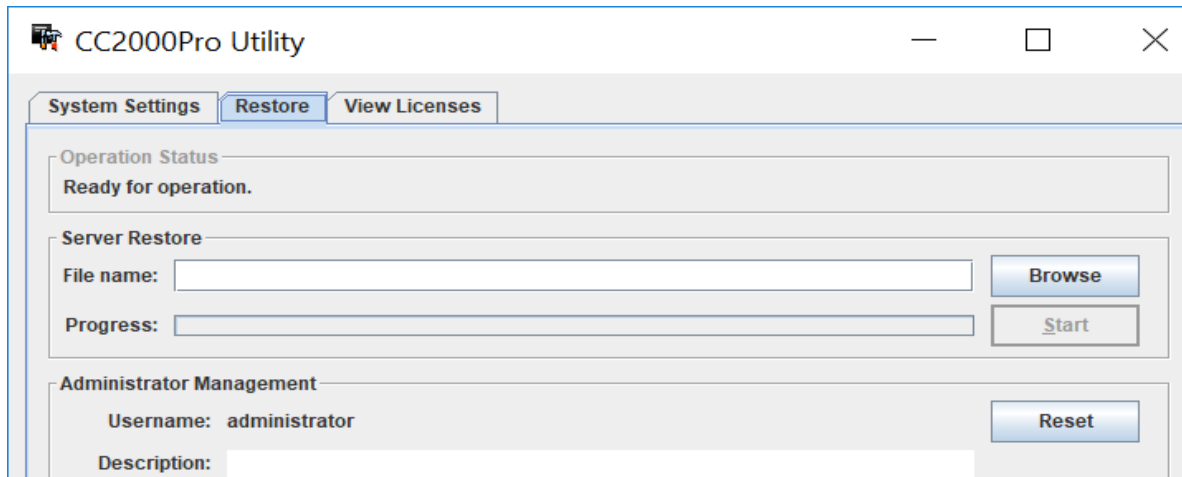 CC2000Pro Utility
System Settings Restore View Licenses
Operation Status
Ready for operation.
Server Restore
File name: Browse
Progress: Start
Administrator Management
Username: administrator Reset
Description: